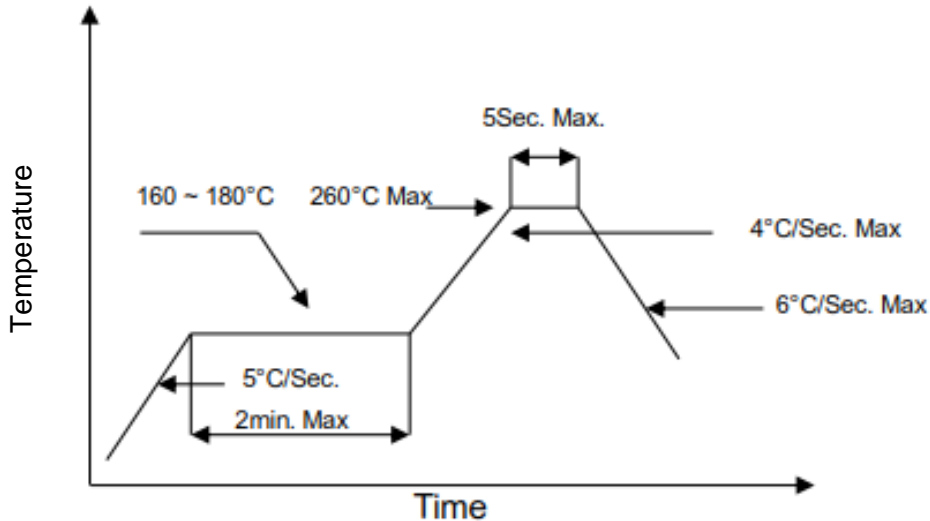 5Sec. Max.
160 ~ 180°C
260°C Max
4°C/Sec. Max
6°C/Sec. Max
5°C/Sec.
2min. Max
Temperature
Time